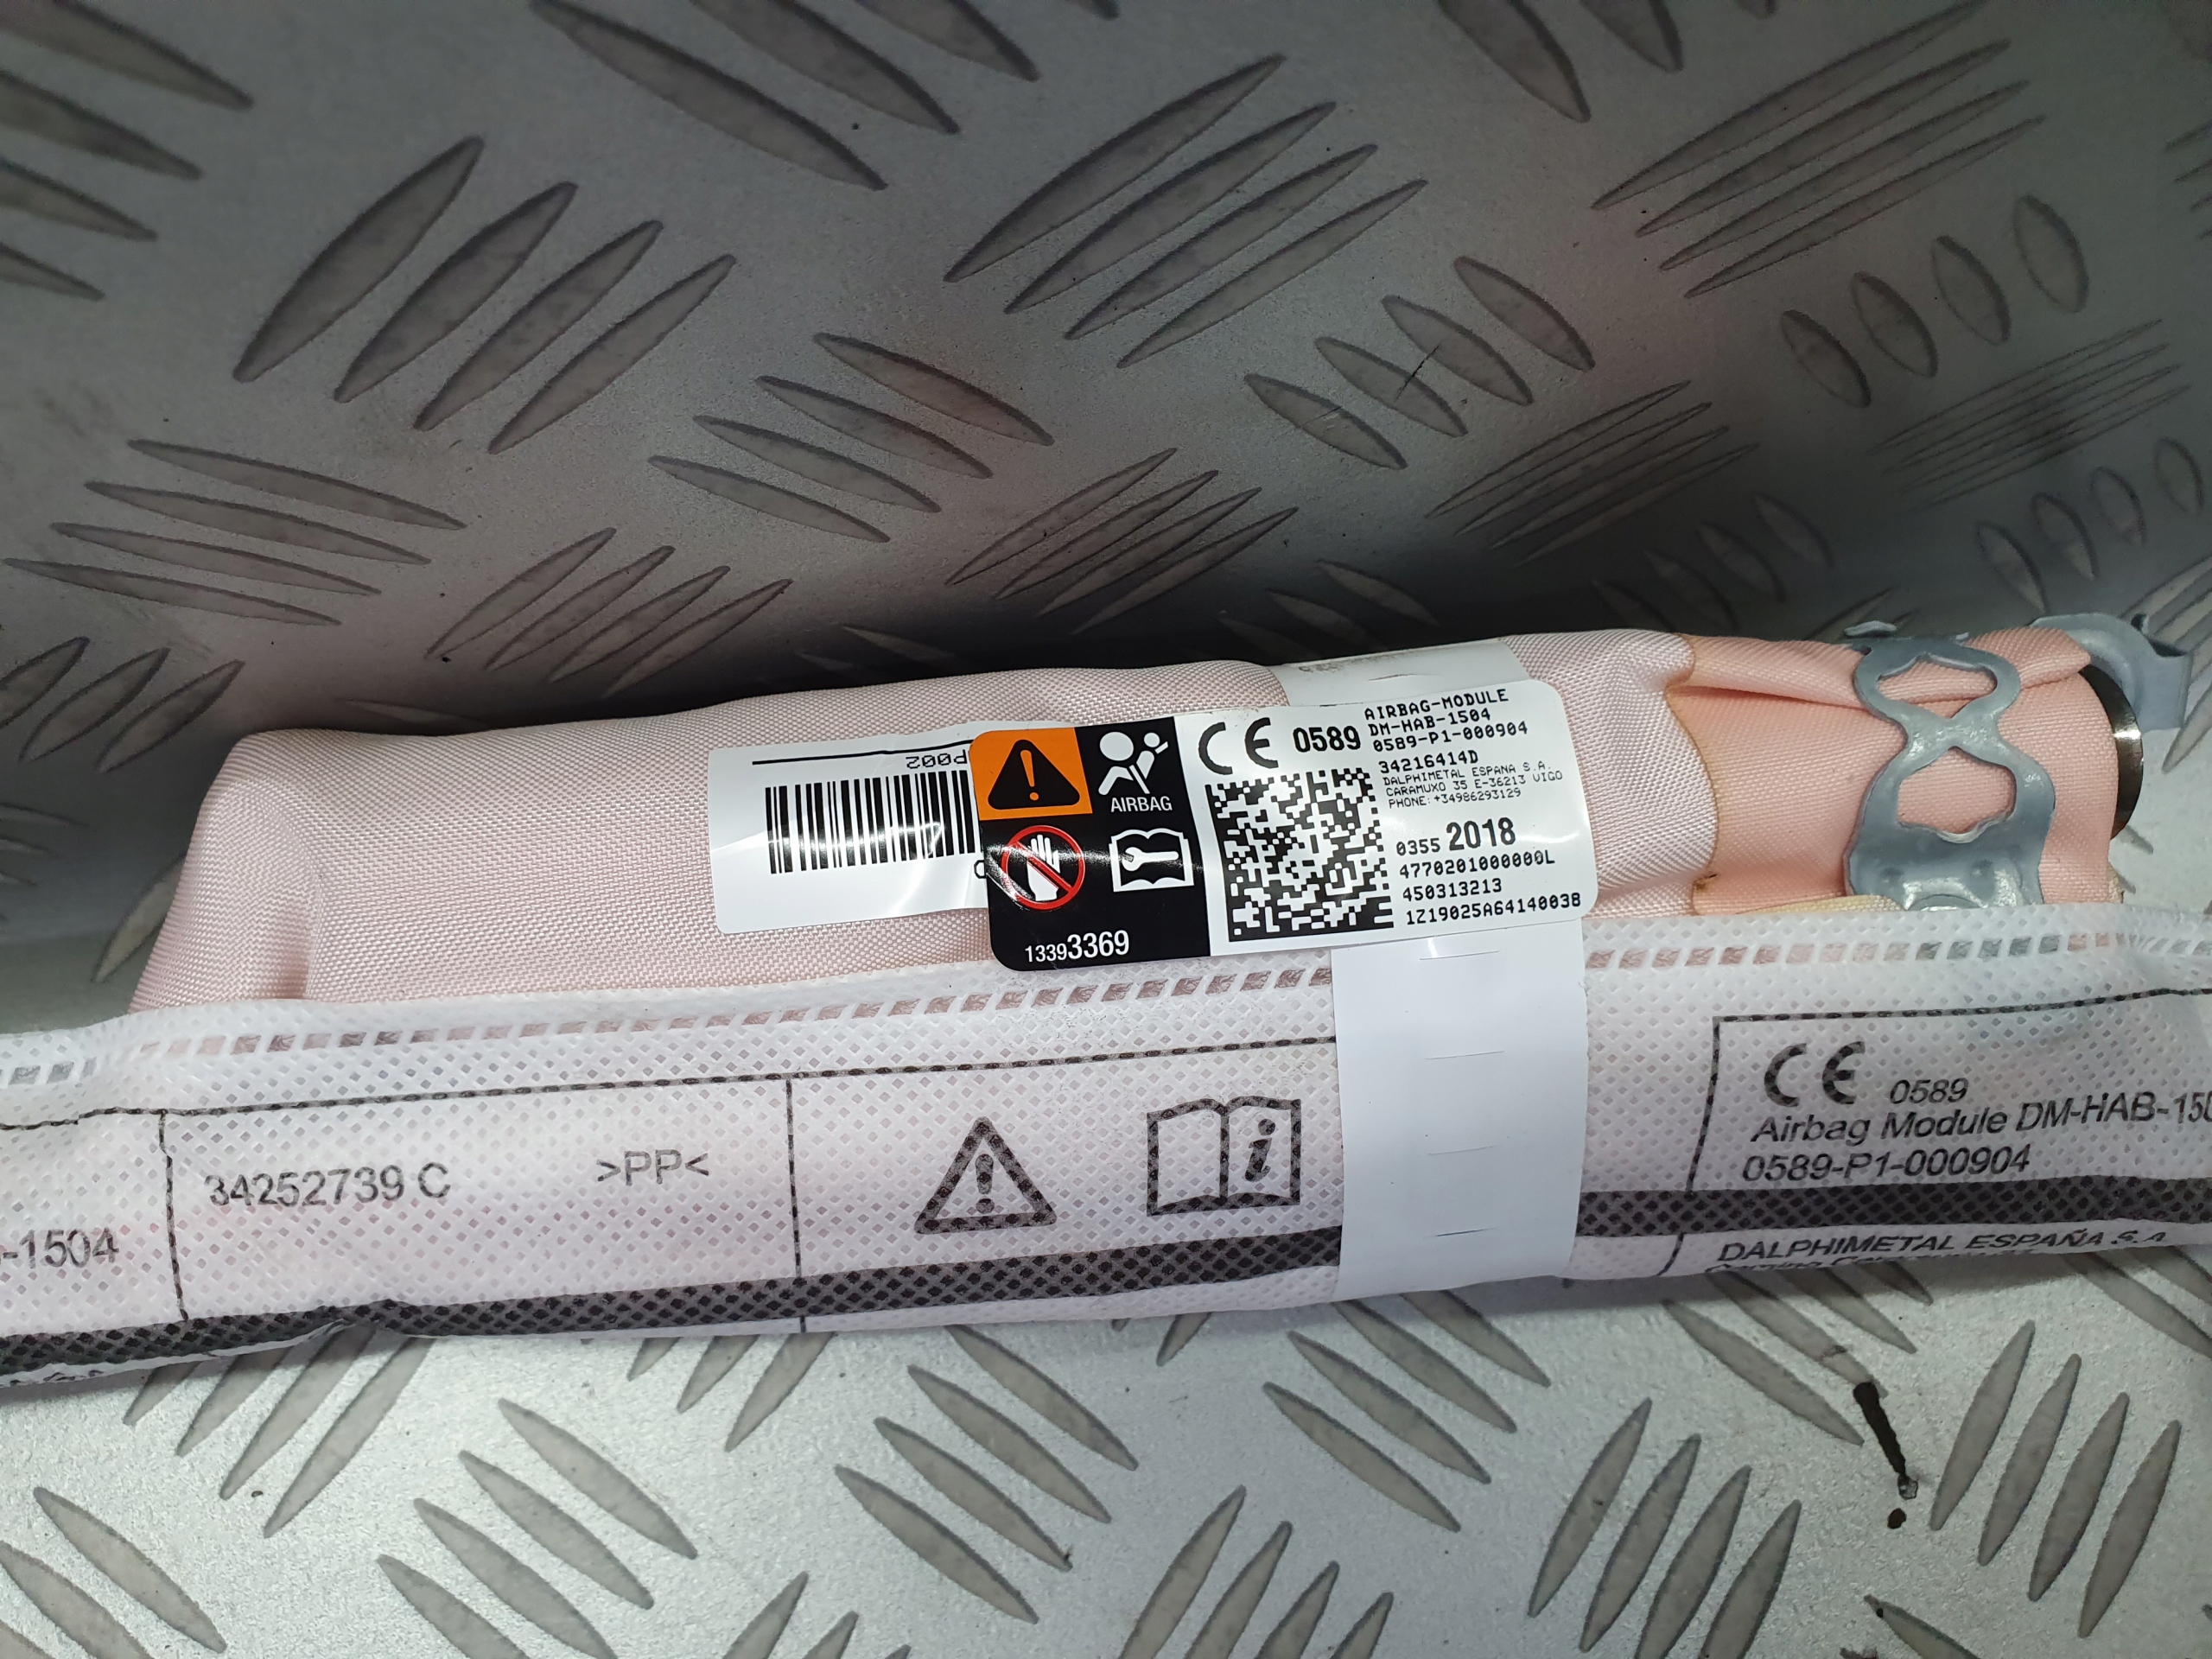 P002
AIRBAG
13393369
CE 0589
AIRBAG-MODULE
DM-HAB-1504
0589-P1-000904
34216414D
DALPHIMETAL ESPANA S.A.
CARAMUXO 35 E-36213 VIGO
PHONE:+34986293129
0355 2018
4770201000000L
450313213
1Z19025A64140038
-1504
34252739 C
>PP<
i
CE 0589
Airbag Module DM-HAB-150
0589-P1-000904
DALPHIMETAL ESPAÑA S.A